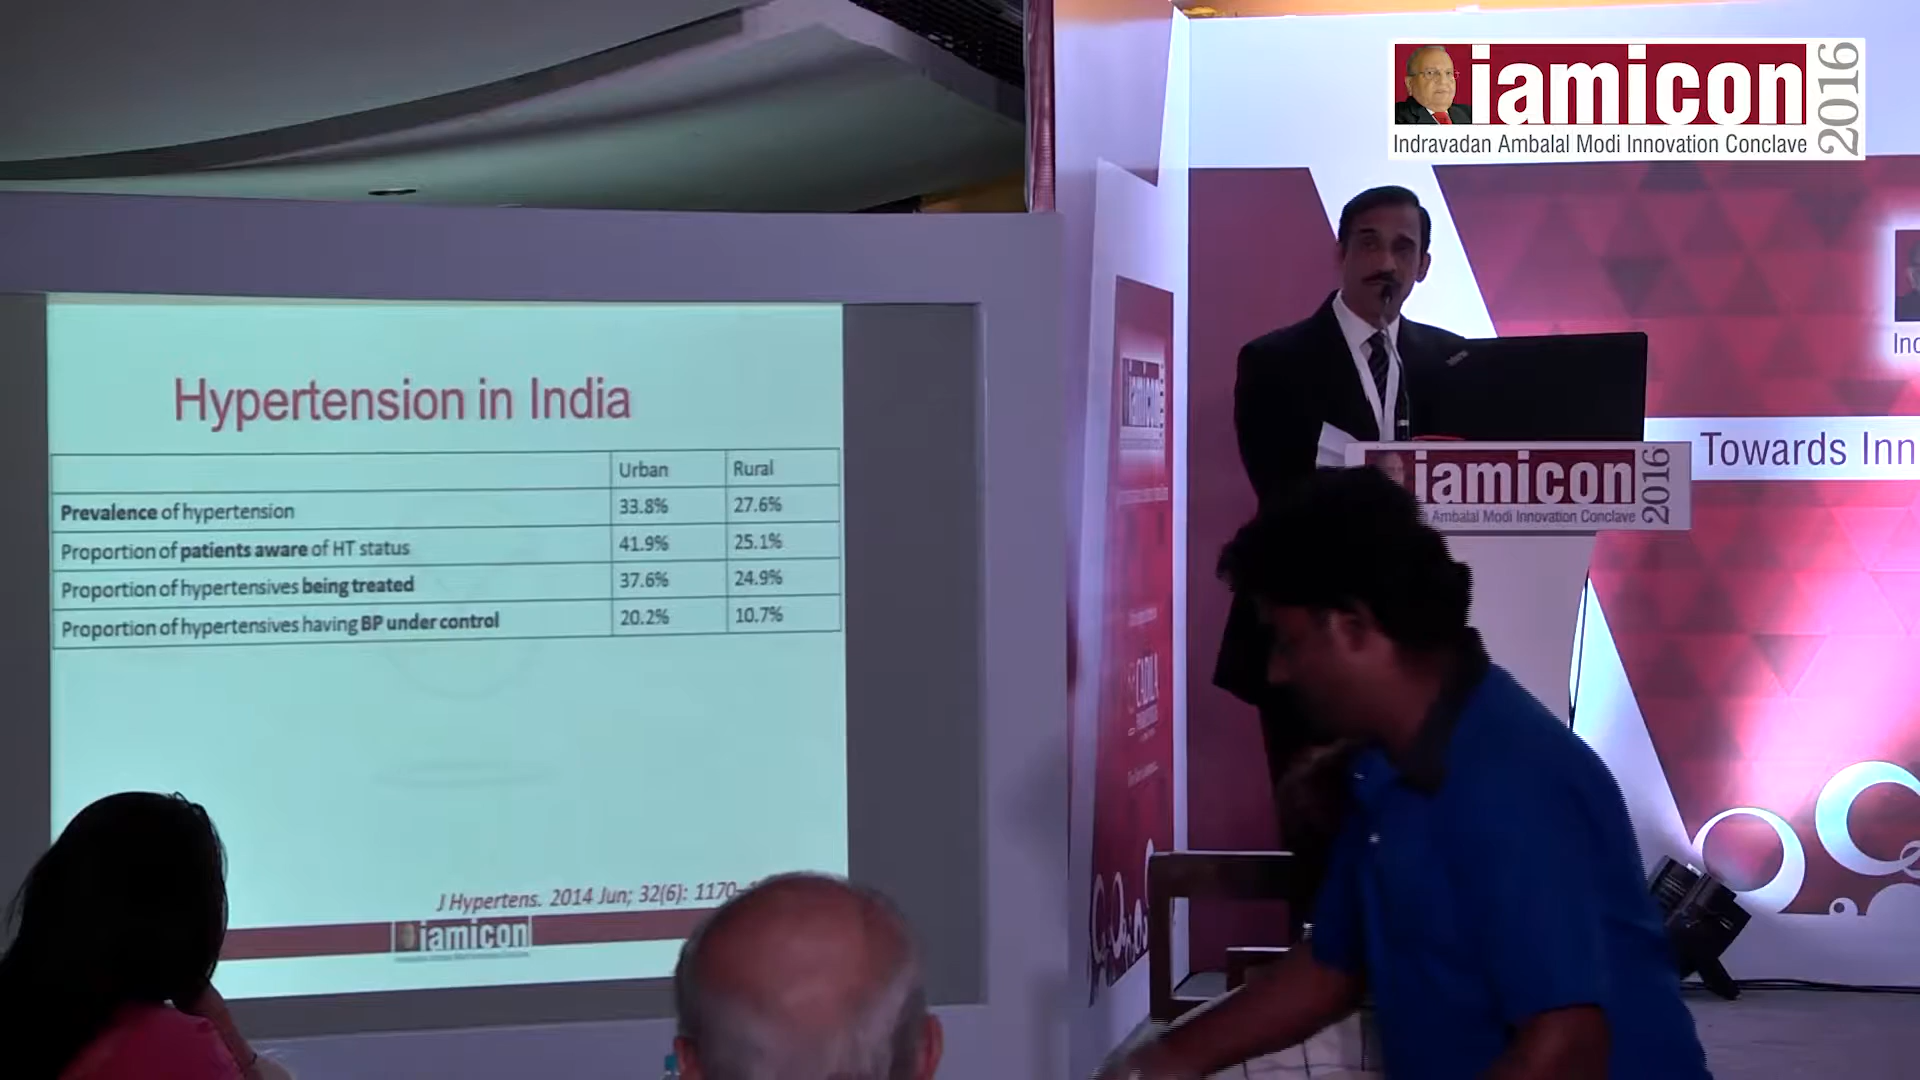 iamicon 2016
Indravadan Ambalal Modi Innovation Conclave
Hypertension in India
Urban Rural
Prevalence of hypertension 33.8% 27.6%
Proportion of patients aware of HT status 41.9% 25.1%
Proportion of hypertensives being treated 37.6% 24.9%
Proportion of hypertensives having BP under control 20.2% 10.7%
J Hypertens. 2014 Jun; 32(6): 1170–
iamicon
iamicon
CADILA
iamicon 2016
Ambalal Modi Innovation Conclave
Towards Inn
Ind